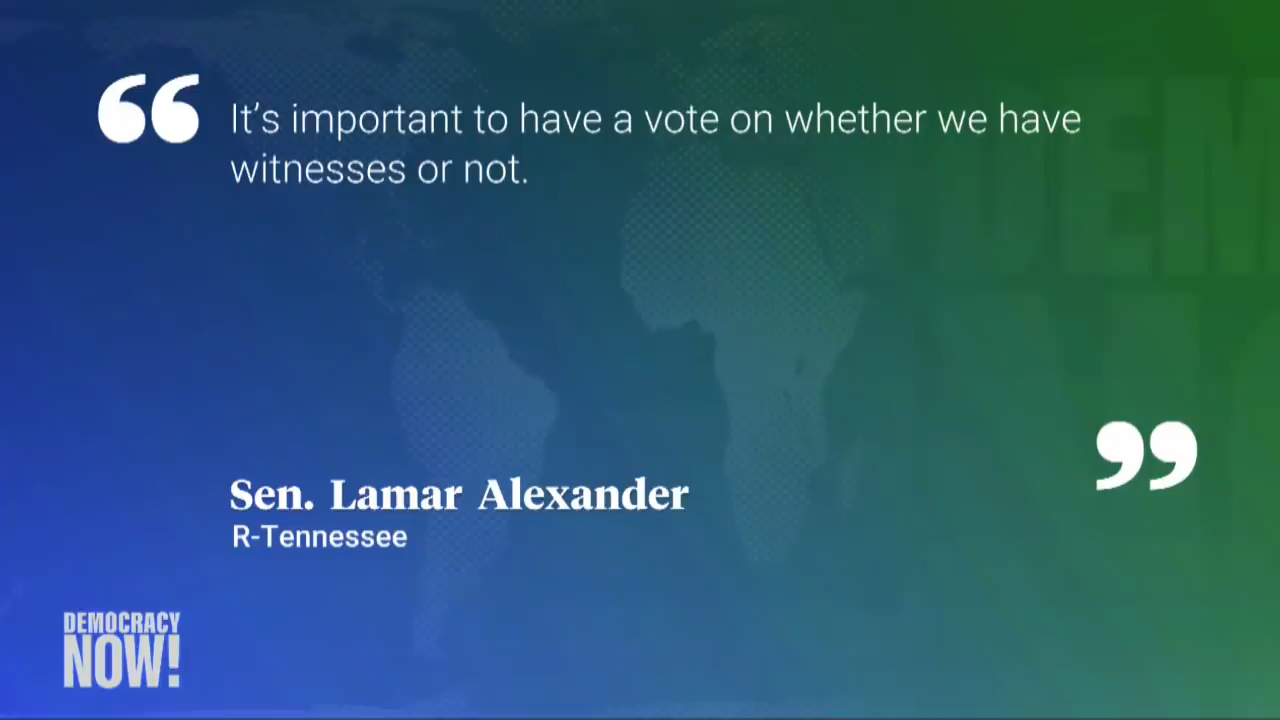 “ It’s important to have a vote on whether we have
witnesses or not.
”
Sen. Lamar Alexander
R-Tennessee
DEMOCRACY
NOW!